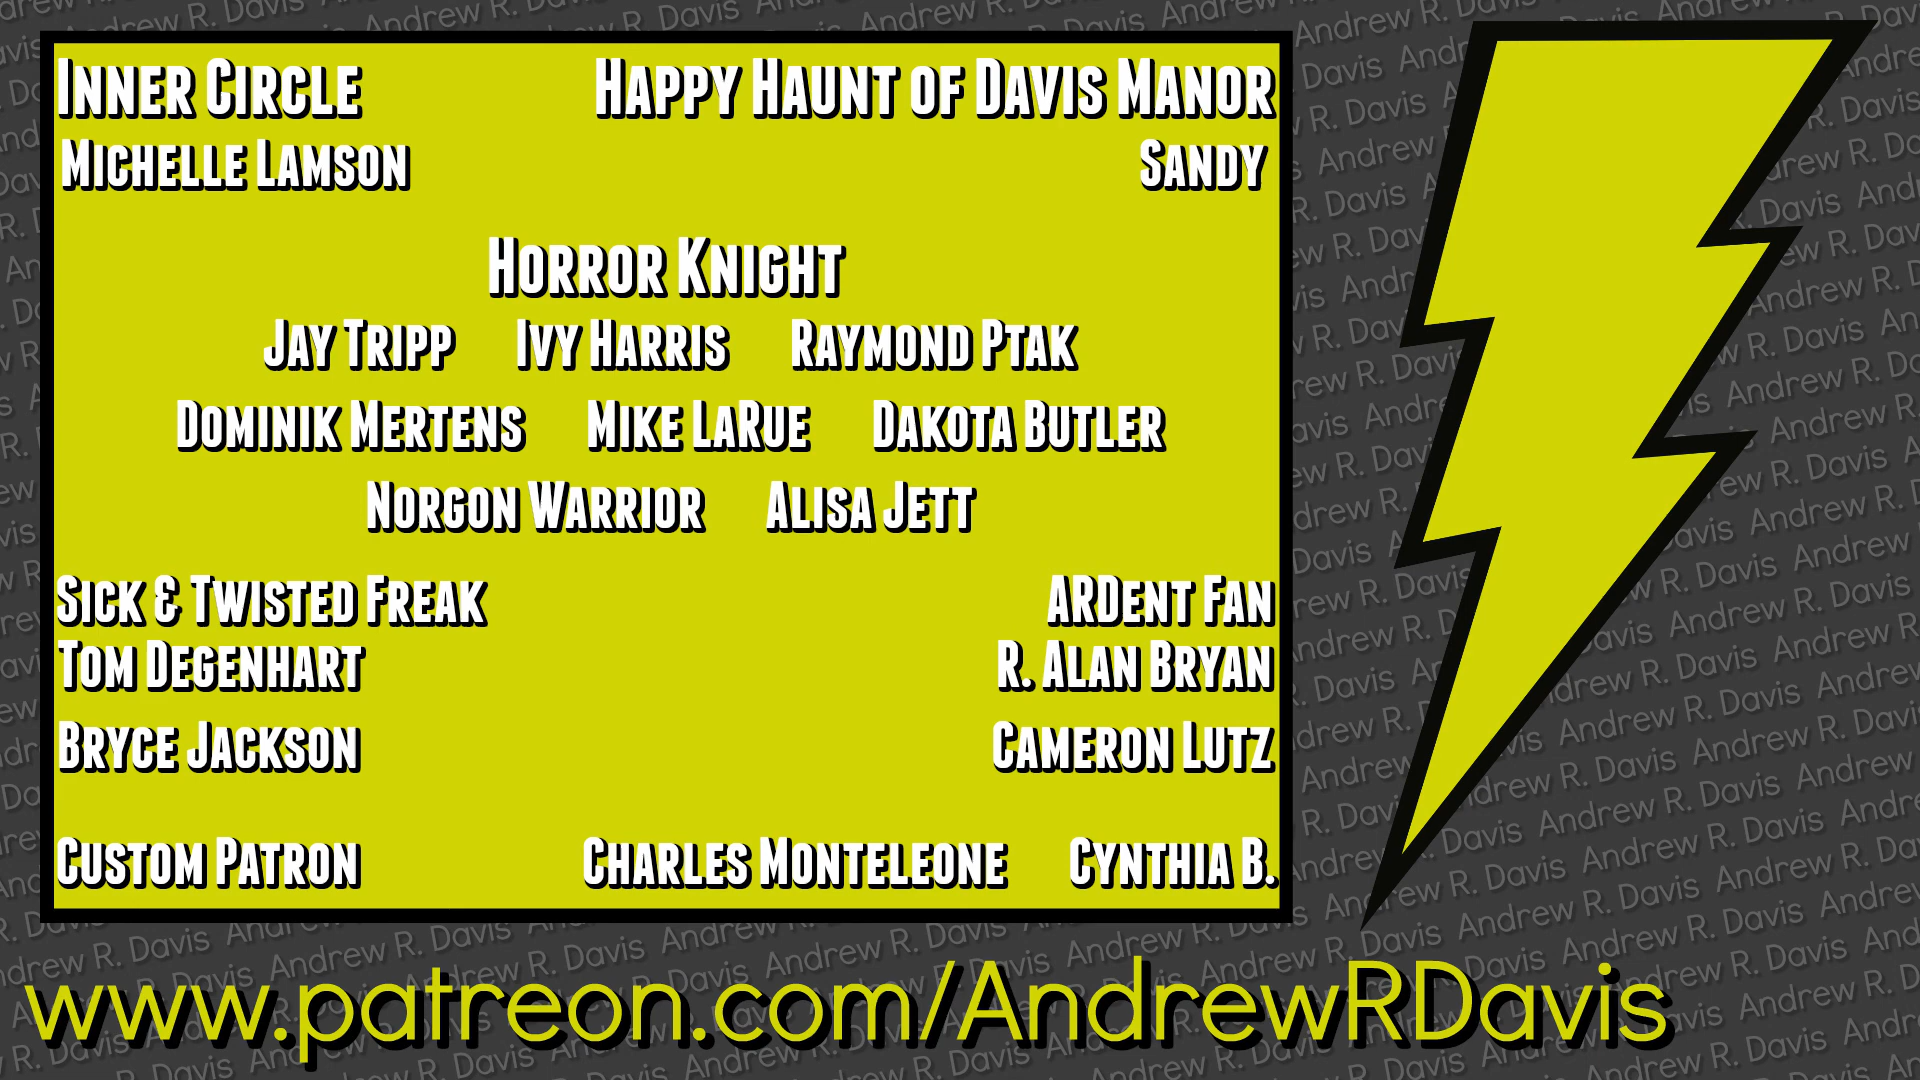 Inner Circle Happy Haunt of Davis Manor
Michelle Lamson Sandy
Horror Knight
Jay Tripp Ivy Harris Raymond Ptak
Dominik Mertens Mike LaRue Dakota Butler
Norgon Warrior Alisa Jett
Sick & Twisted Freak ARDent Fan
Tom Degenhart R. Alan Bryan
Bryce Jackson Cameron Lutz
Custom Patron Charles Monteleone Cynthia B.
www.patreon.com/AndrewRDavis
Andrew R. Davis